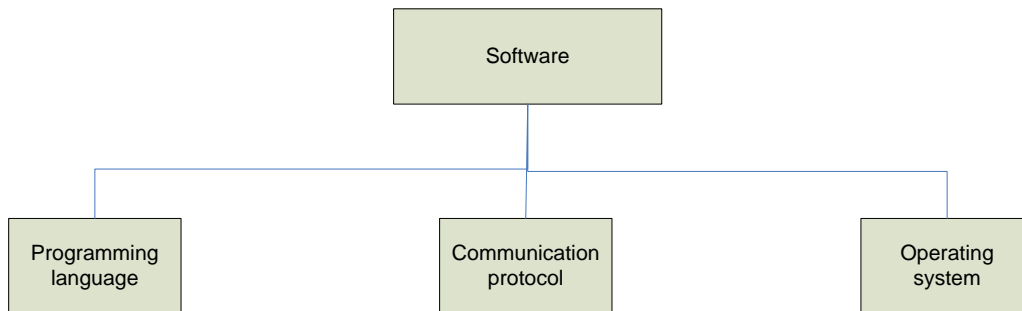 Software
Programming
language
Communication
protocol
Operating
system